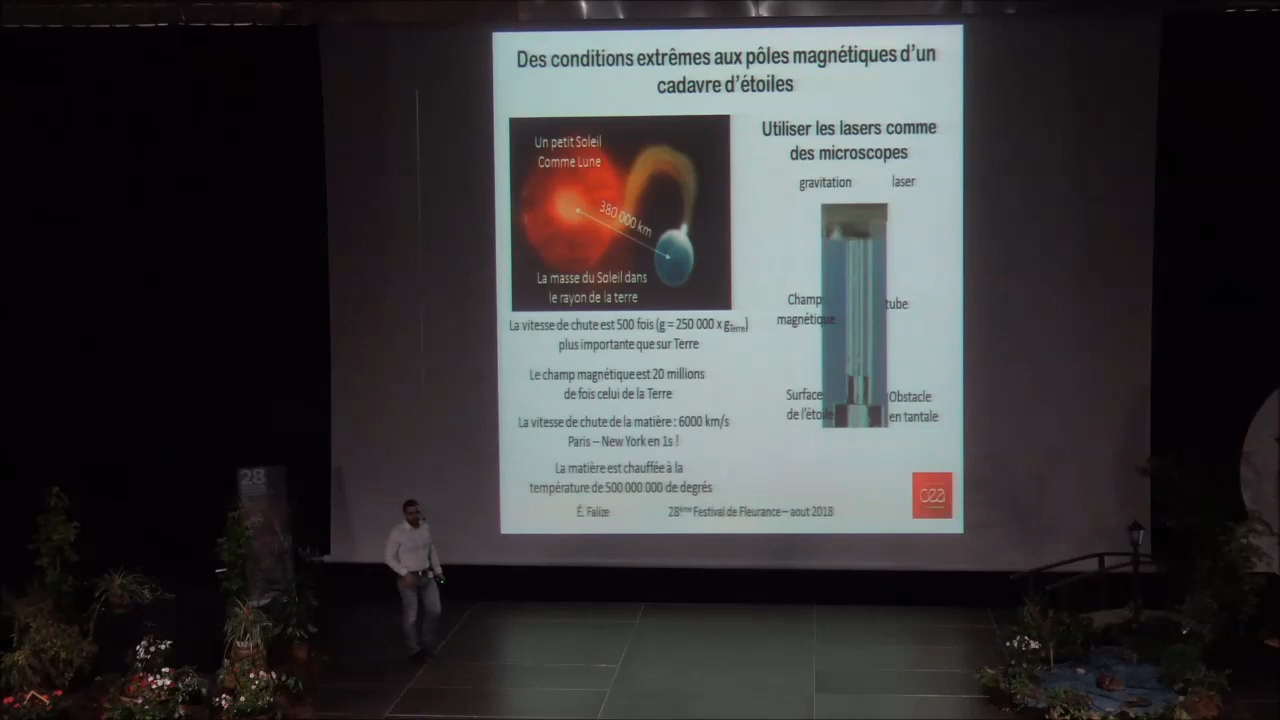 Des conditions extrêmes aux pôles magnétiques d’un
cadavre d’étoiles
Un petit Soleil
Comme Lune
380 000 km
La masse du Soleil dans
le rayon de la terre
La vitesse de chute est 500 fois (g = 250 000 x gTerre)
plus importante que sur Terre
Le champ magnétique est 20 millions
de fois celui de la Terre
La vitesse de chute de la matière : 6000 km/s
Paris – New York en 1s !
La matière est chauffée à la
température de 500 000 000 de degrés
Utiliser les lasers comme
des microscopes
gravitation laser
Champ
magnétique
tube
Surface
de l’étoile
Obstacle
en tantale
cea
É. Falize 28ème Festival de Fleurance – aout 2018
28